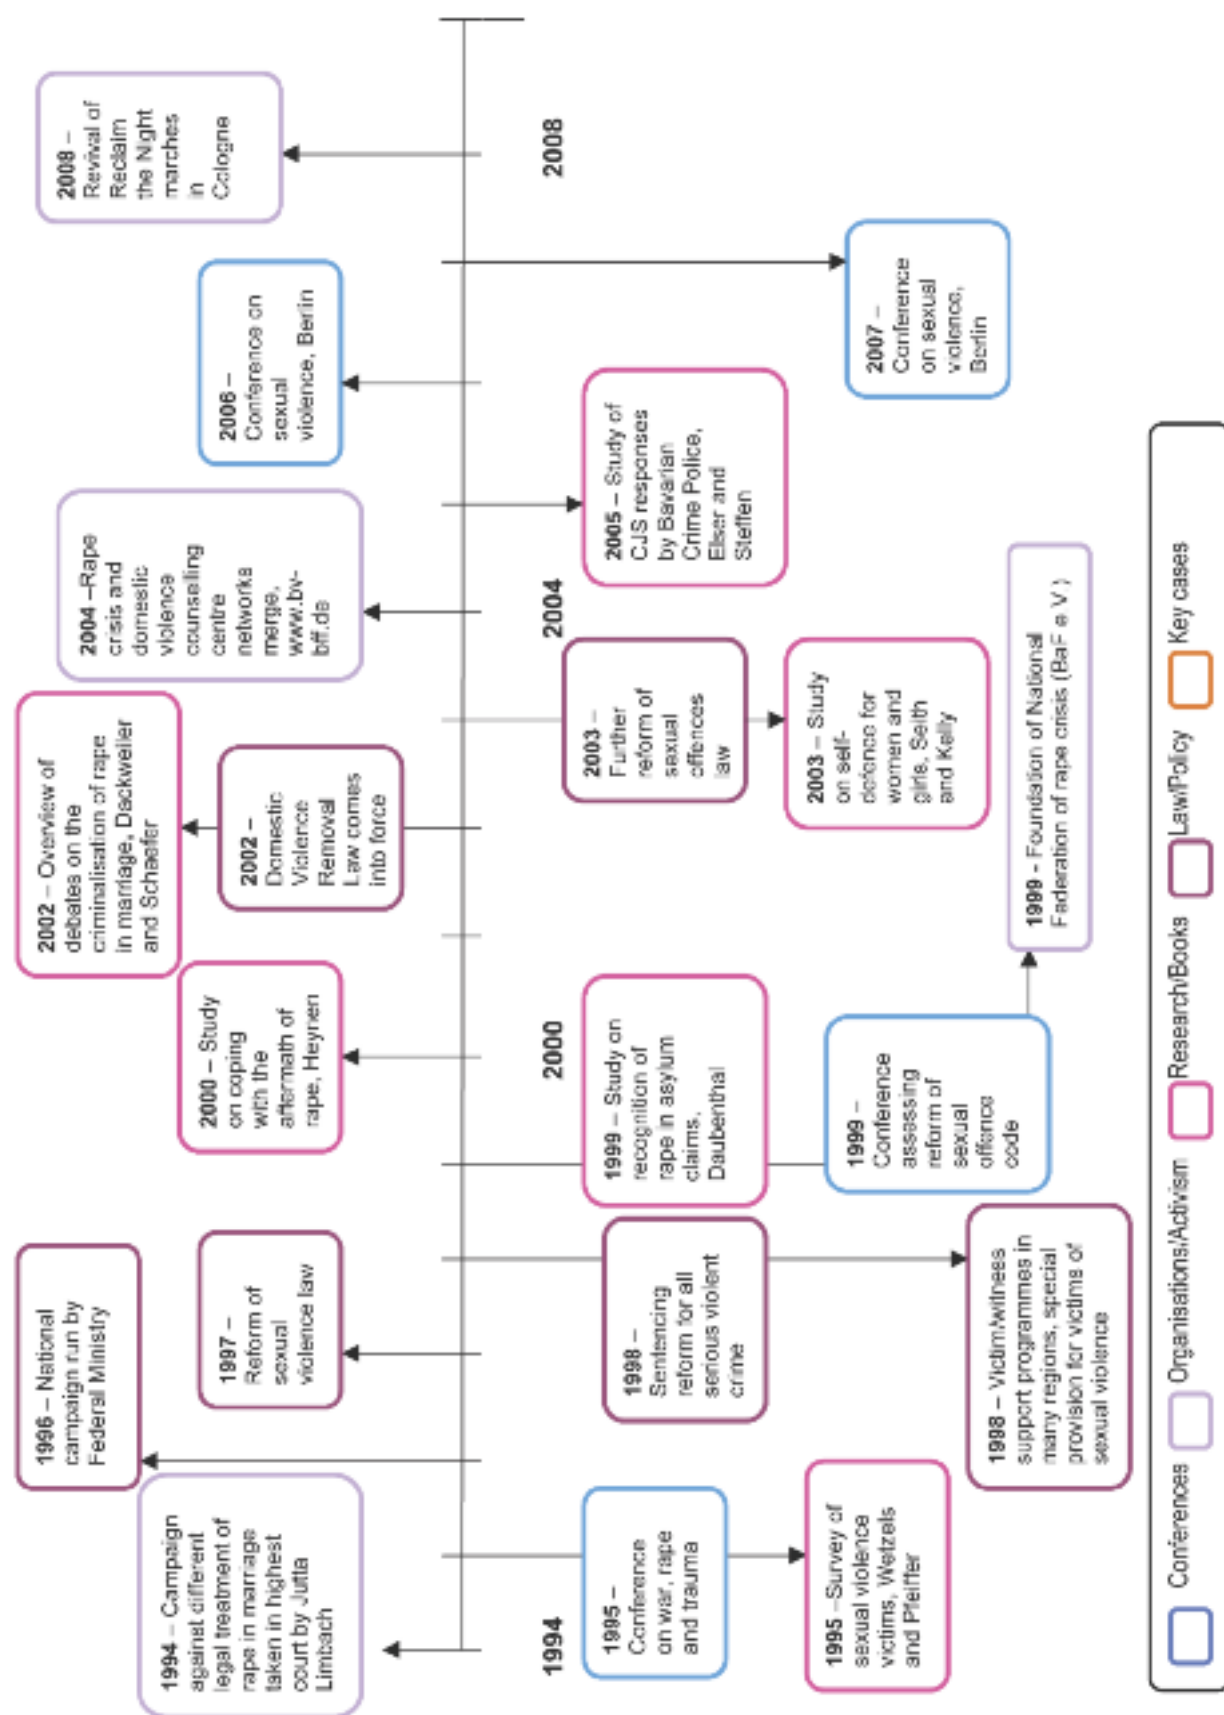 1994 – Campaign
against different
legal treatment of
rape in marriage
taken in highest
court by Jutta
Limbach
1996 – National
campaign run by
Federal Ministry
1997 –
Reform of
sexual
violence law
2000 – Study
on coping
with the
aftermath of
rape, Heynen
2002 – Overview of
debates on the
criminalisation of rape
in marriage, Dackweiler
and Schaefer
2002 –
Domestic
Violence
Removal
Law comes
into force
2004 –Rape
crisis and
domestic
violence
counselling
centre
networks
merge,
www.bv-
bff.de
2006 –
Conference on
sexual
violence, Berlin
2008 –
Revival of
Reclaim
the Night
marches
in
Cologne
1994
2000
2004
2008
1995 –
Conference
on war, rape
and trauma
1995 –Survey of
sexual violence
victims, Wetzels
and Pfeiffer
1998 –
Sentencing
reform for all
serious violent
crime
1998 – Victim/witness
support programmes in
many regions, special
provision for victims of
sexual violence
1999 – Study on
recognition of
rape in asylum
claims,
Daubenthal
1999 –
Conference
assessing
reform of
sexual
offence
code
1999 - Foundation of National
Federation of rape crisis (BaF e.V.)
2003 –
Further
reform of
sexual
offences
law
2003 – Study
on self-
defence for
women and
girls, Seith
and Kelly
2005 – Study of
CJS responses
by Bavarian
Crime Police,
Elser and
Steffen
2007 –
Conference
on sexual
violence,
Berlin
Conferences
Organisations/Activism
Research/Books
Law/Policy
Key cases